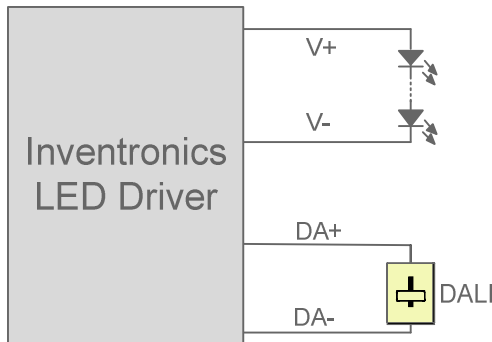 V+
V-
Inventronics
LED Driver
DA+
DALI
DA-